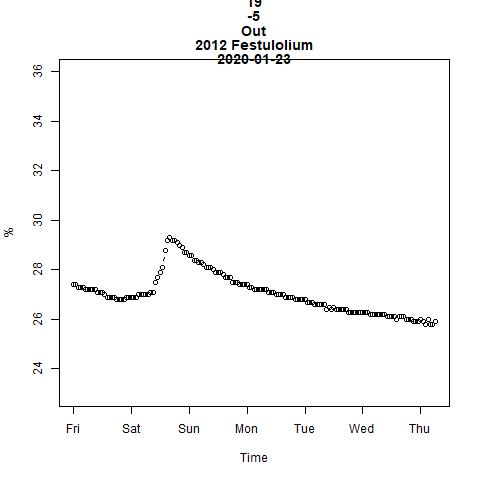 19
-5
Out
2012 Festulolium
2020-01-23
36
34
32
30
28
26
24
%
Fri Sat Sun Mon Tue Wed Thu
Time